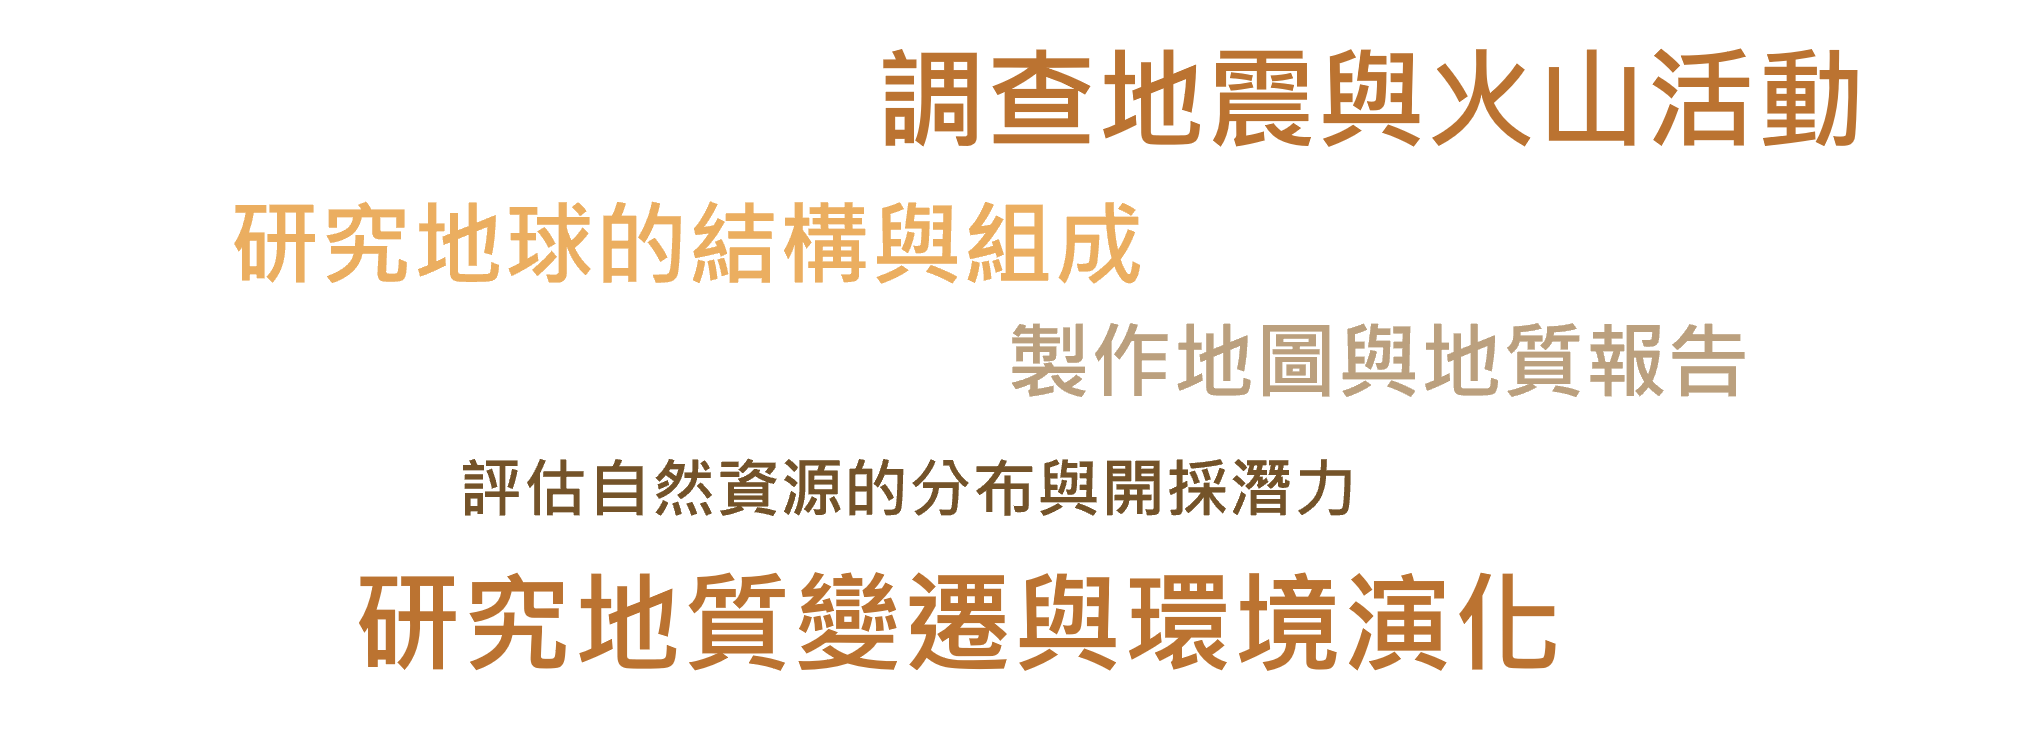 調查地震與火山活動
研究地球的結構與組成
製作地圖與地質報告
評估自然資源的分布與開採潛力
研究地質變遷與環境演化